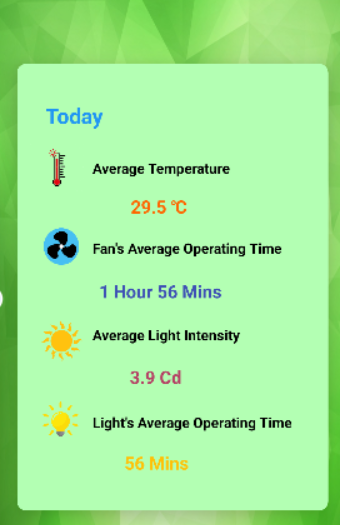 Today
Average Temperature
29.5 ℃
Fan's Average Operating Time
1 Hour 56 Mins
Average Light Intensity
3.9 Cd
Light's Average Operating Time
56 Mins